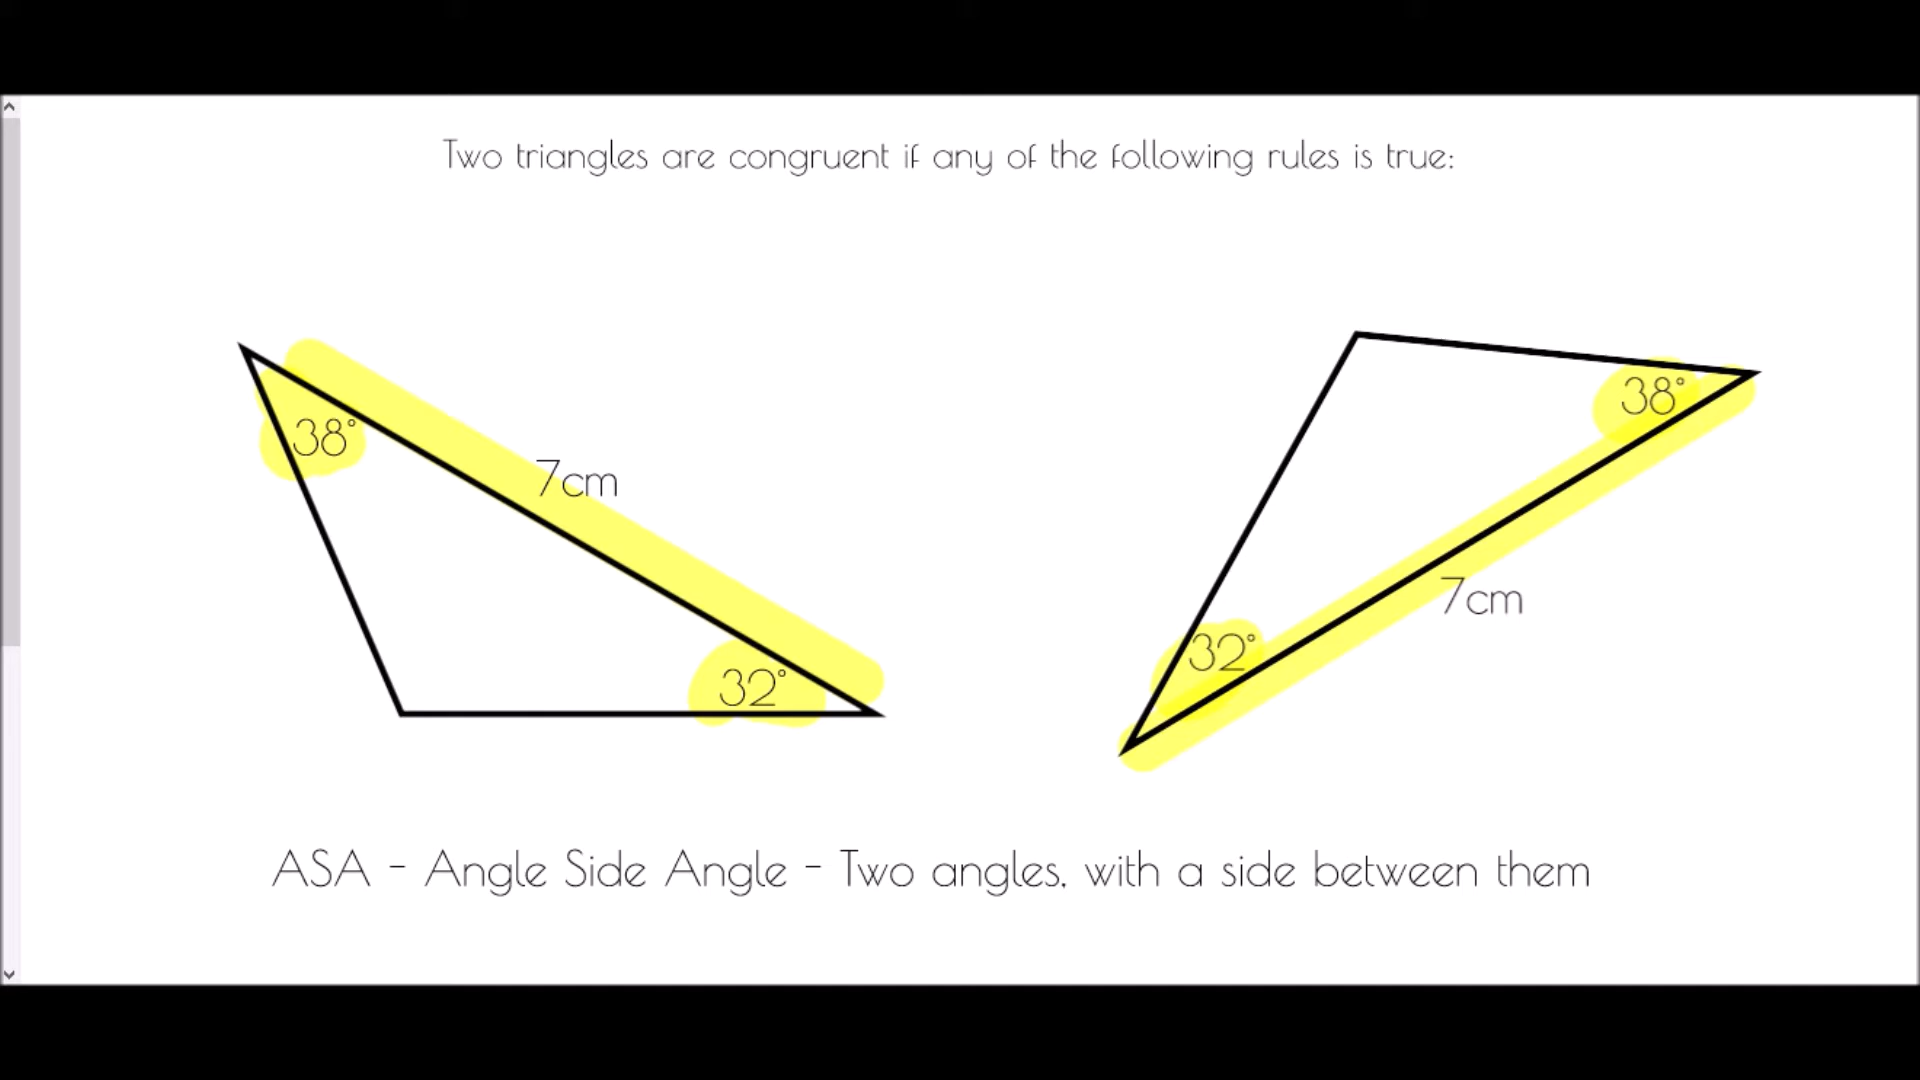 Two triangles are congruent if any of the following rules is true:
38°
7cm
32°
38°
7cm
32°
ASA - Angle Side Angle - Two angles, with a side between them